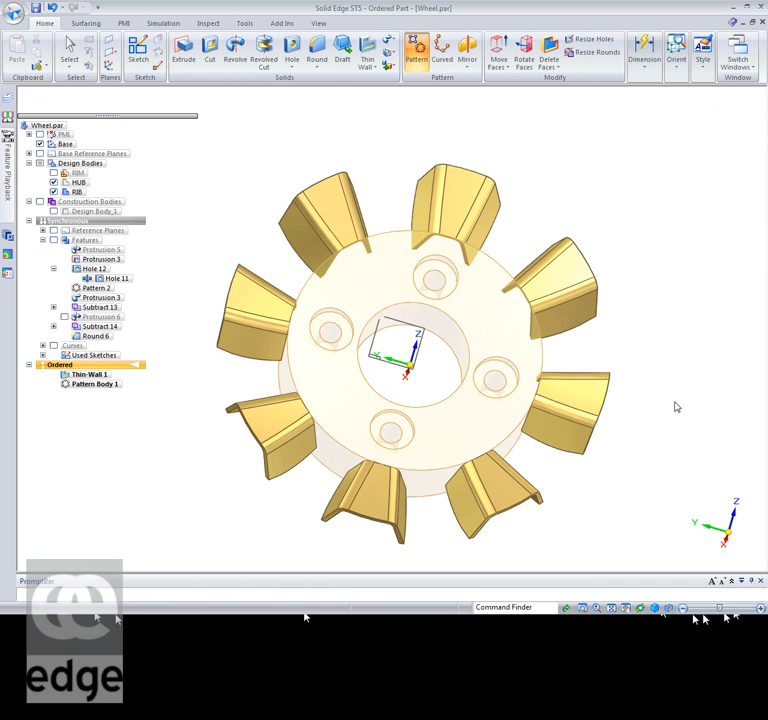 Solid Edge ST5 - Ordered Part - [Wheel.par]
Home Surfacing PMI Simulation Inspect Tools Add Ins View
Paste Select Sketch Extrude Cut Revolve Revolved Cut Hole Round Draft Thin Wall Pattern Curved Mirror Move Faces Rotate Faces Delete Faces Resize Holes Resize Rounds Dimension Orient Style Switch Windows
Clipboard Select Planes Sketch Solids Pattern Modify Window
Feature Playback
Wheel.par
PMI
Base
Base Reference Planes
Design Bodies
RIM
HUB
RIB
Construction Bodies
Design Body_1
Synchronous
Reference Planes
Features
Protrusion 5
Protrusion 3
Hole 12
Hole 11
Pattern 2
Protrusion 3
Subtract 13
Protrusion 6
Subtract 14
Round 6
Curves
Used Sketches
Ordered
Thin-Wall 1
Pattern Body 1
Z
Y
X
Z
Y
X
PromptBar
Command Finder
edge